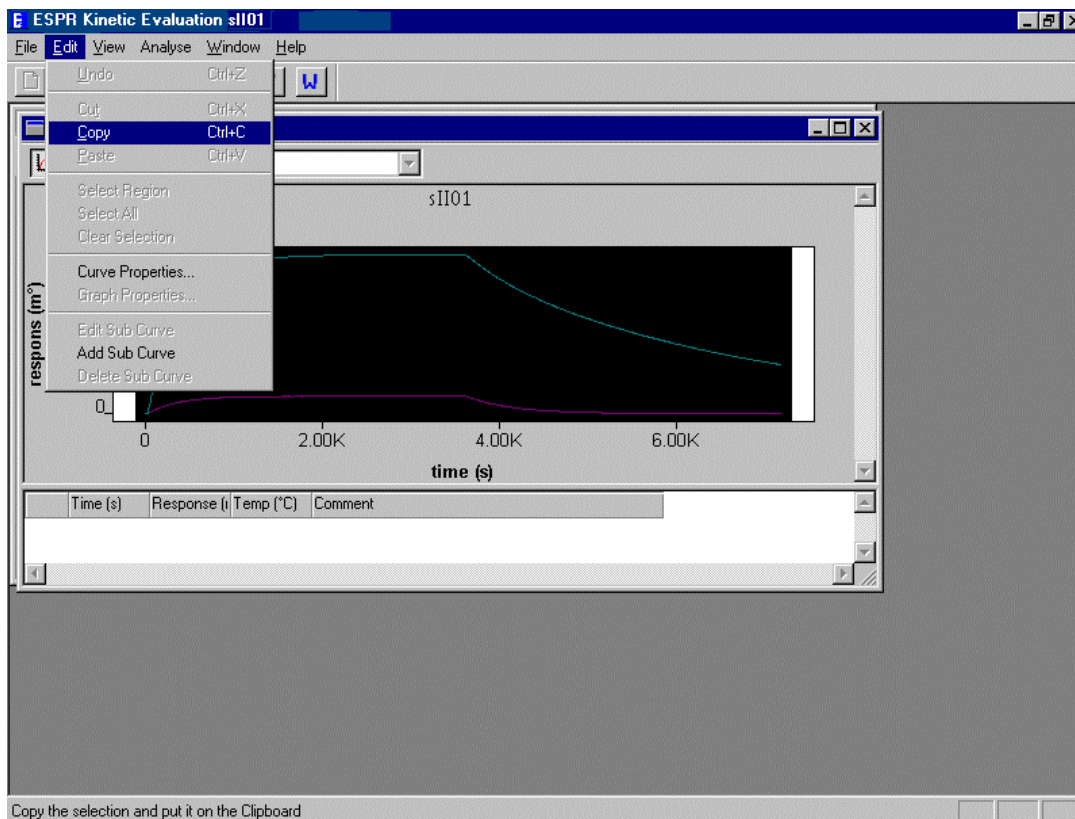 E ESPR Kinetic Evaluation sII01
File Edit View Analyse Window Help
W
Undo Ctrl+Z
Cut Ctrl+X
Copy Ctrl+C
Paste Ctrl+V
Select Region
Select All
Clear Selection
Curve Properties...
Graph Properties...
Edit Sub Curve
Add Sub Curve
Delete Sub Curve
sII01
respons (m°)
0
0 2.00K 4.00K 6.00K
time (s)
Time (s) Response (r Temp (°C) Comment
Copy the selection and put it on the Clipboard